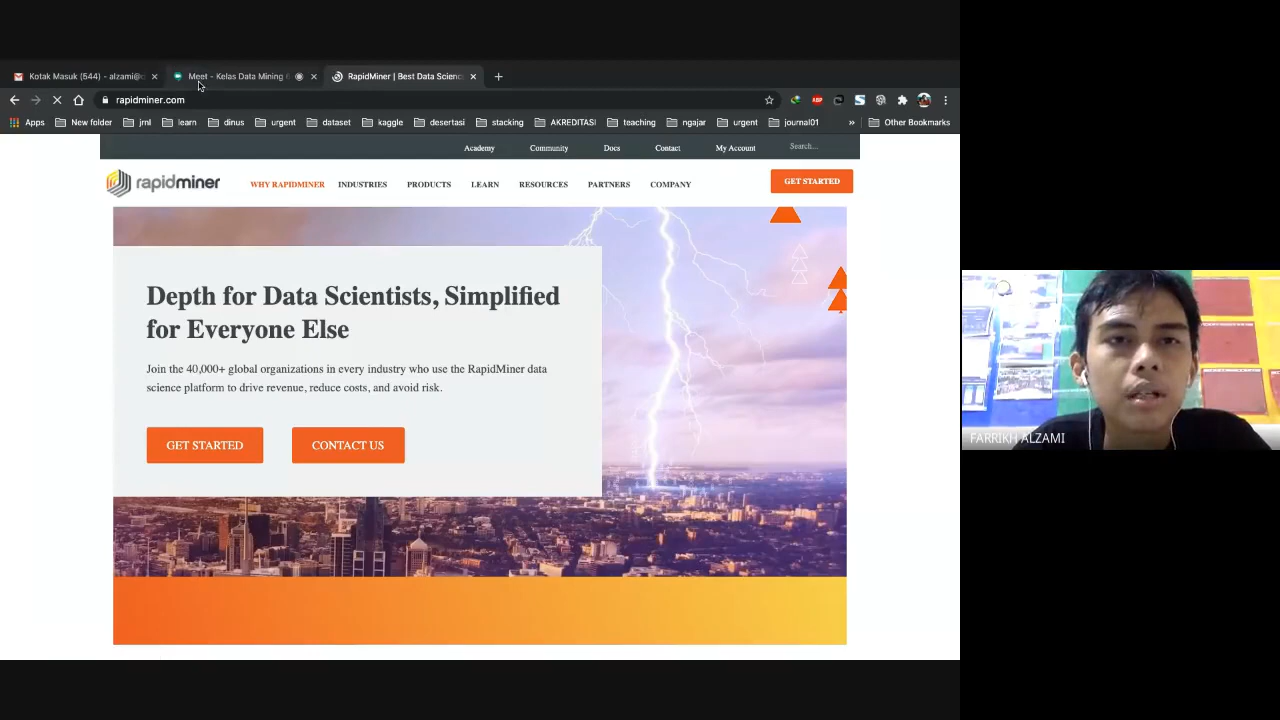 Kotak Masuk (544) - alzami@d
Meet - Kelas Data Mining 6
RapidMiner | Best Data Scienc
rapidminer.com
ABP
Apps New folder jrnl learn dinus urgent dataset kaggle desertasi stacking AKREDITASI teaching ngajar urgent journal01 » Other Bookmarks
Academy Community Docs Contact My Account Search...
rapidminer WHY RAPIDMINER INDUSTRIES PRODUCTS LEARN RESOURCES PARTNERS COMPANY GET STARTED
Depth for Data Scientists, Simplified
for Everyone Else
Join the 40,000+ global organizations in every industry who use the RapidMiner data
science platform to drive revenue, reduce costs, and avoid risk.
GET STARTED CONTACT US
FARRIKH ALZAMI